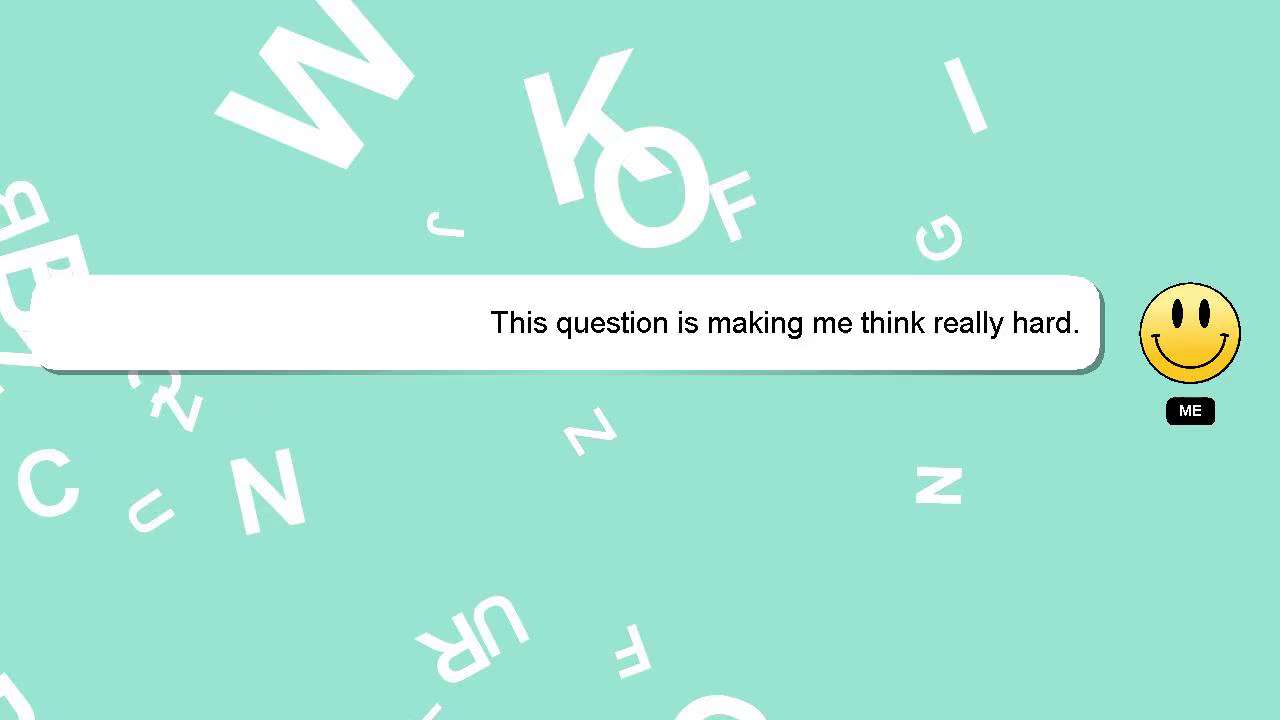 W
K
O
F
I
J
G
B
This question is making me think really hard.
ME
Z
C
U
N
Z
N
U
R
F